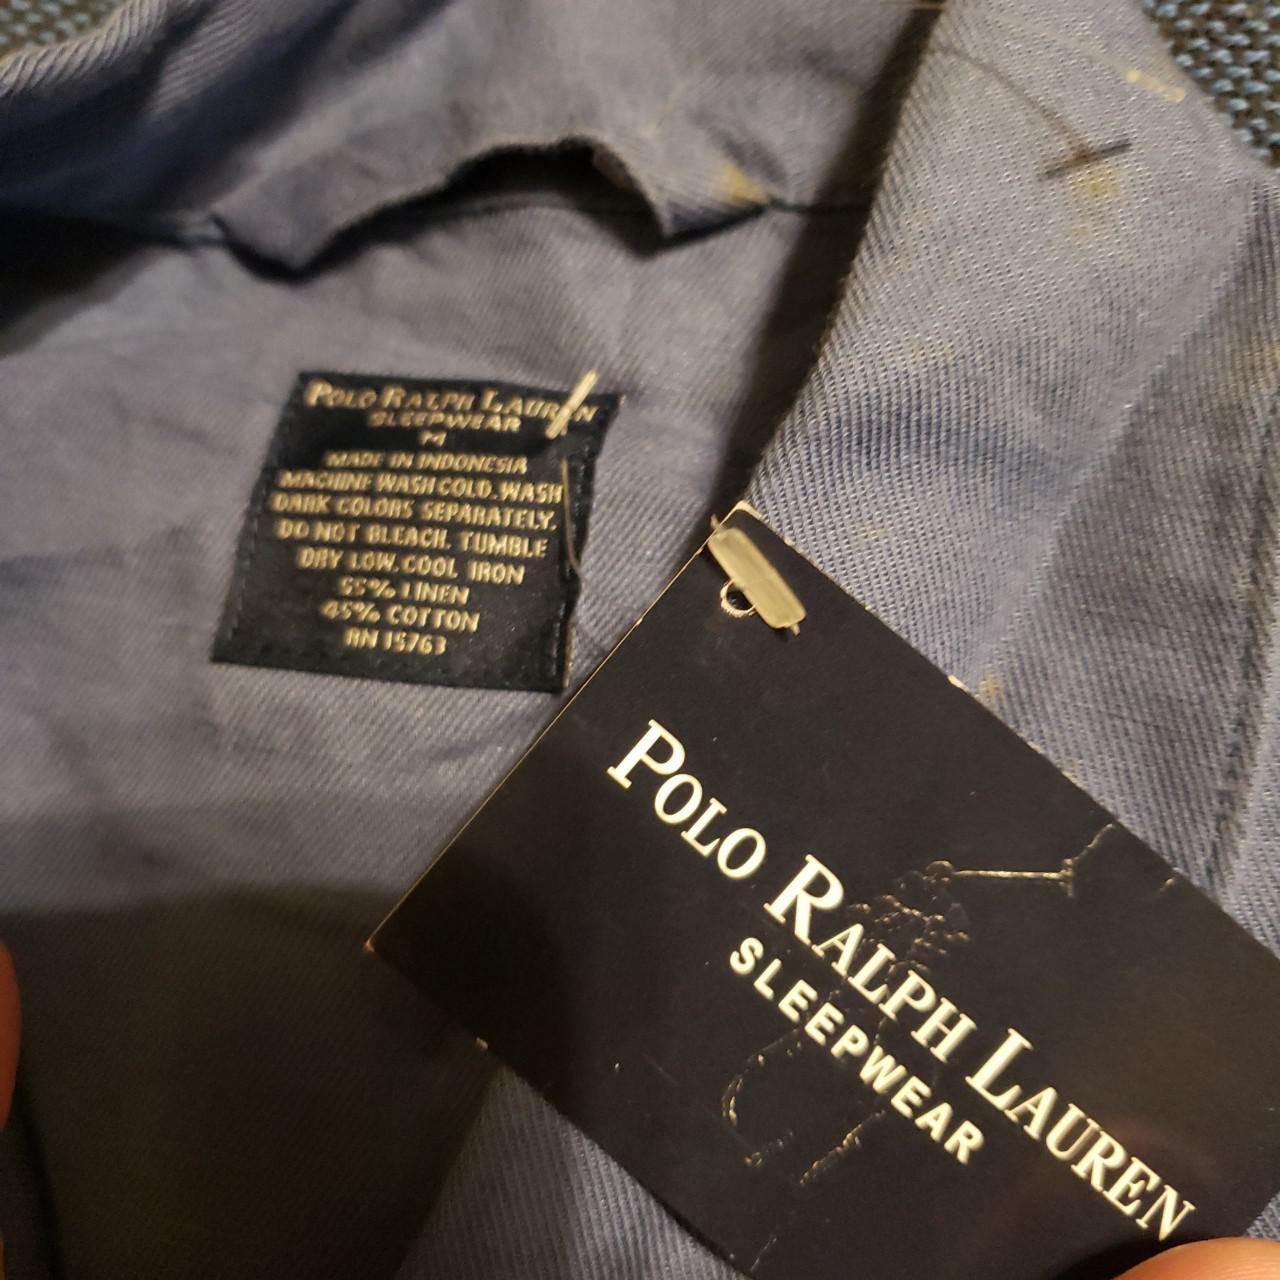 POLO RALPH LAUREN
SLEEPWEAR
M
MADE IN INDONESIA
MACHINE WASH COLD. WASH
DARK COLORS SEPARATELY.
DO NOT BLEACH. TUMBLE
DRY LOW. COOL IRON
55% LINEN
45% COTTON
RN 15763
POLO RALPH LAUREN
SLEEPWEAR